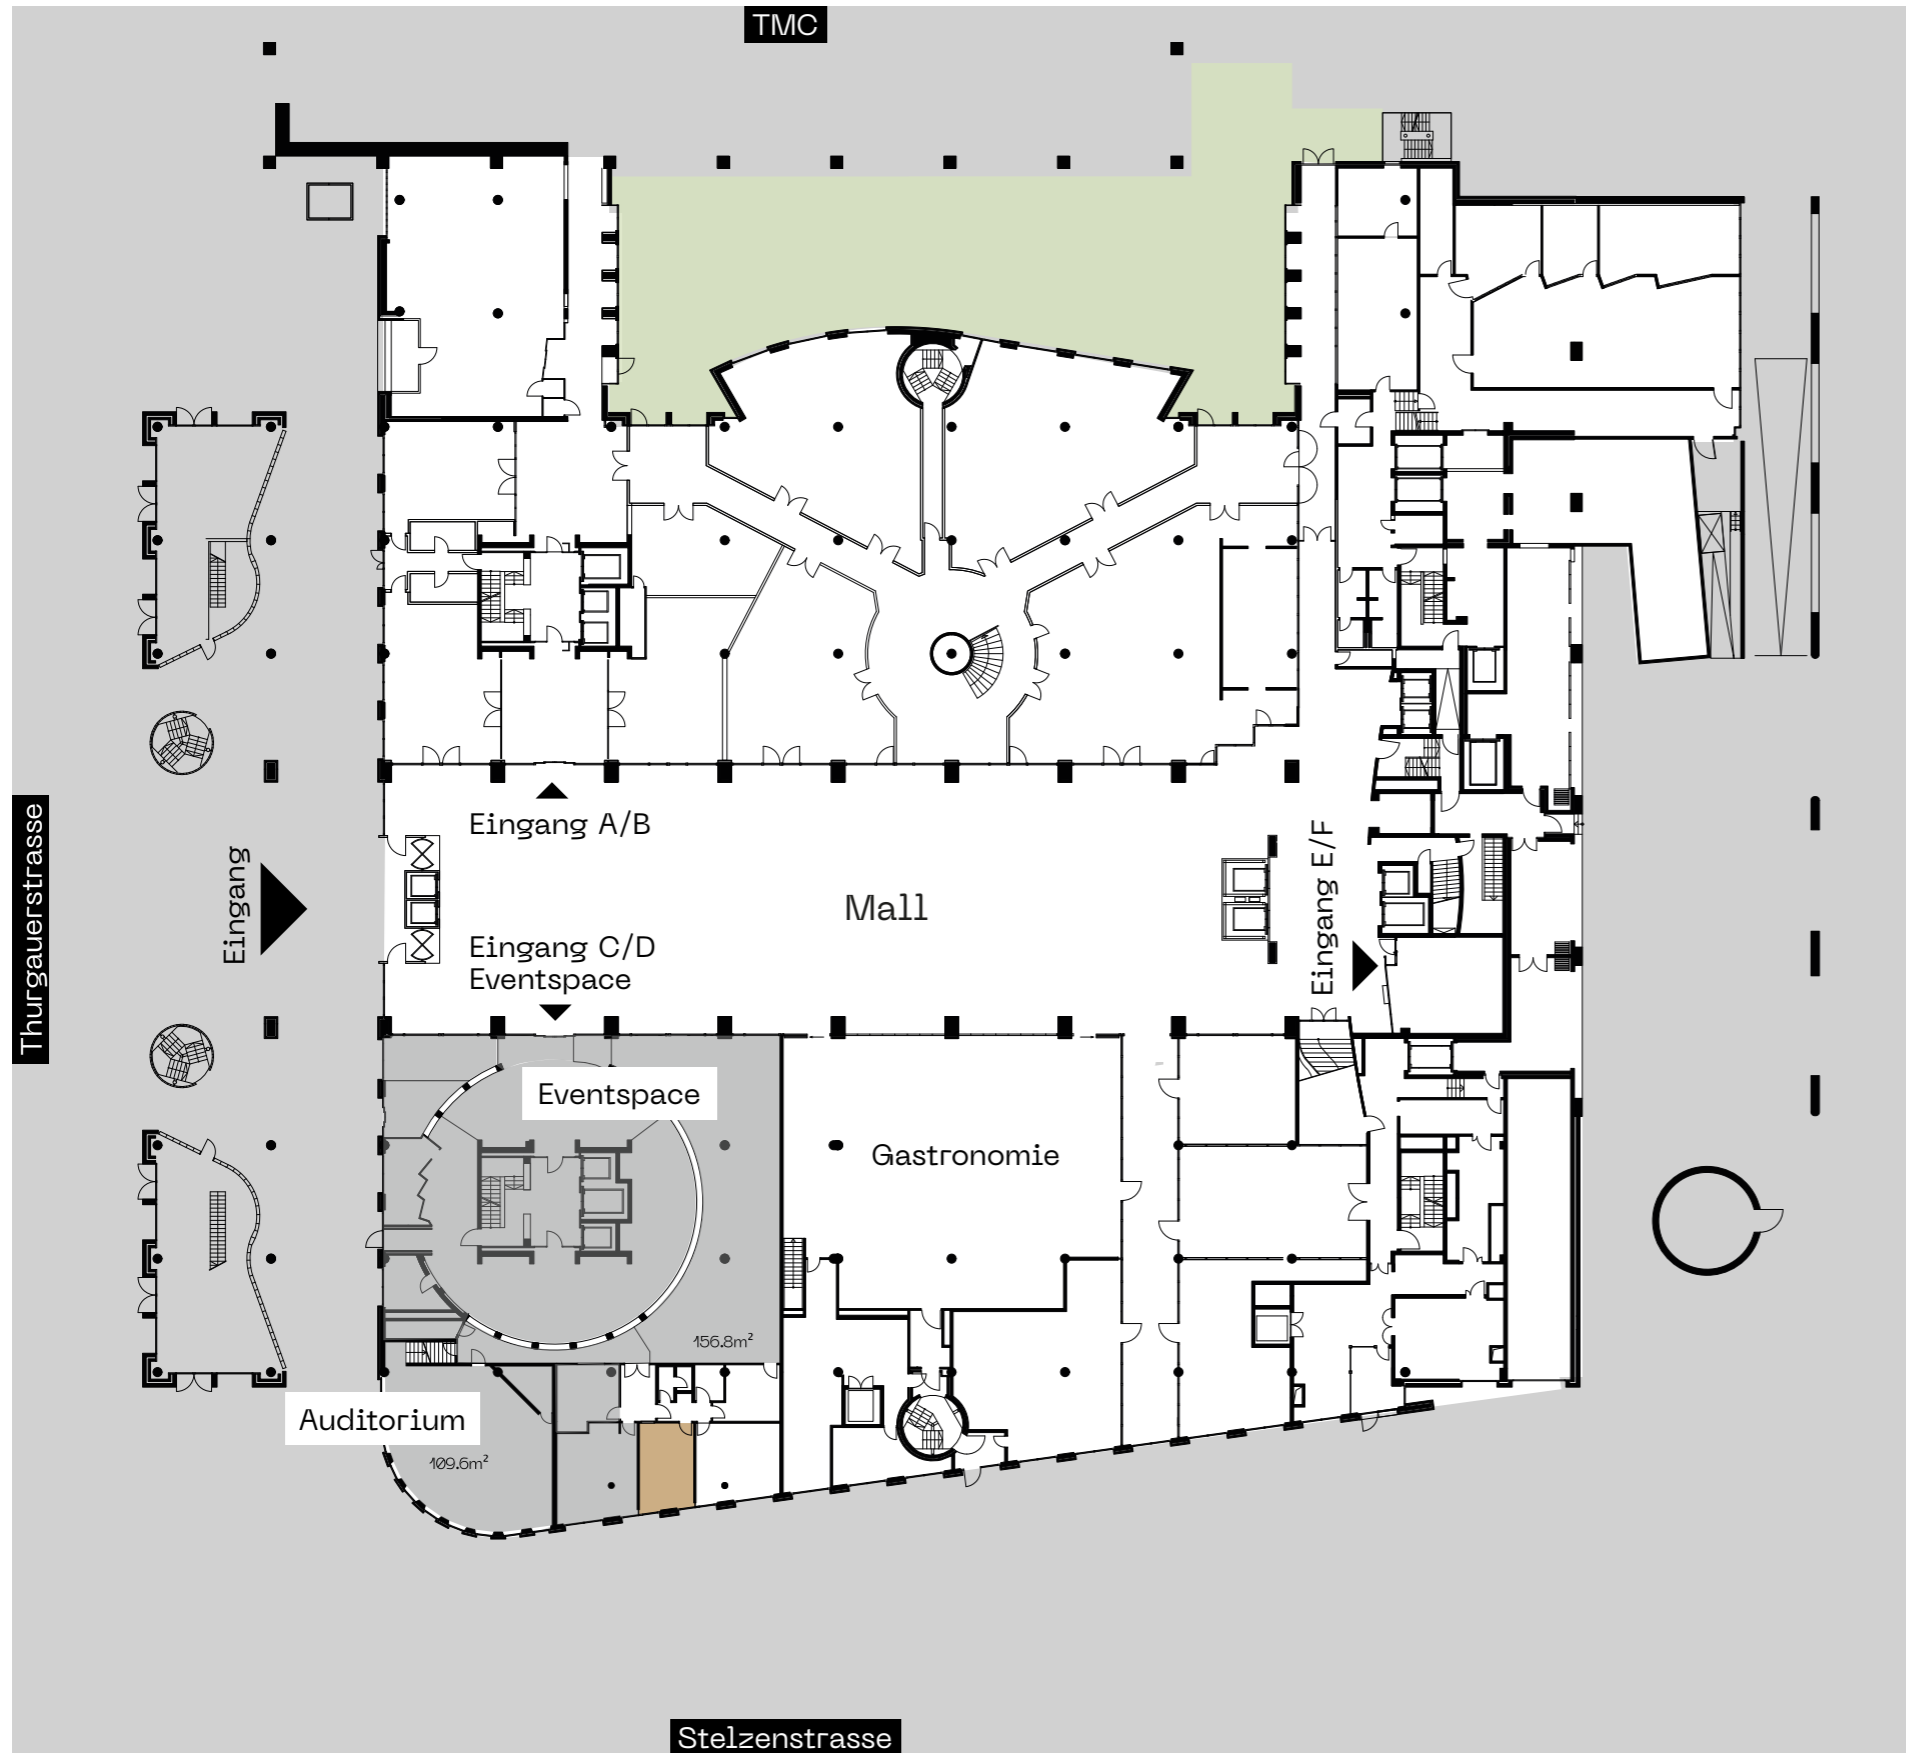 TMC
Eingang A/B
Eingang
Thurgauerstrasse
Mall
Eingang E/F
Eingang C/D
Eventspace
Eventspace
Gastronomie
156.8m²
Auditorium
109.6m²
Stelzenstrasse